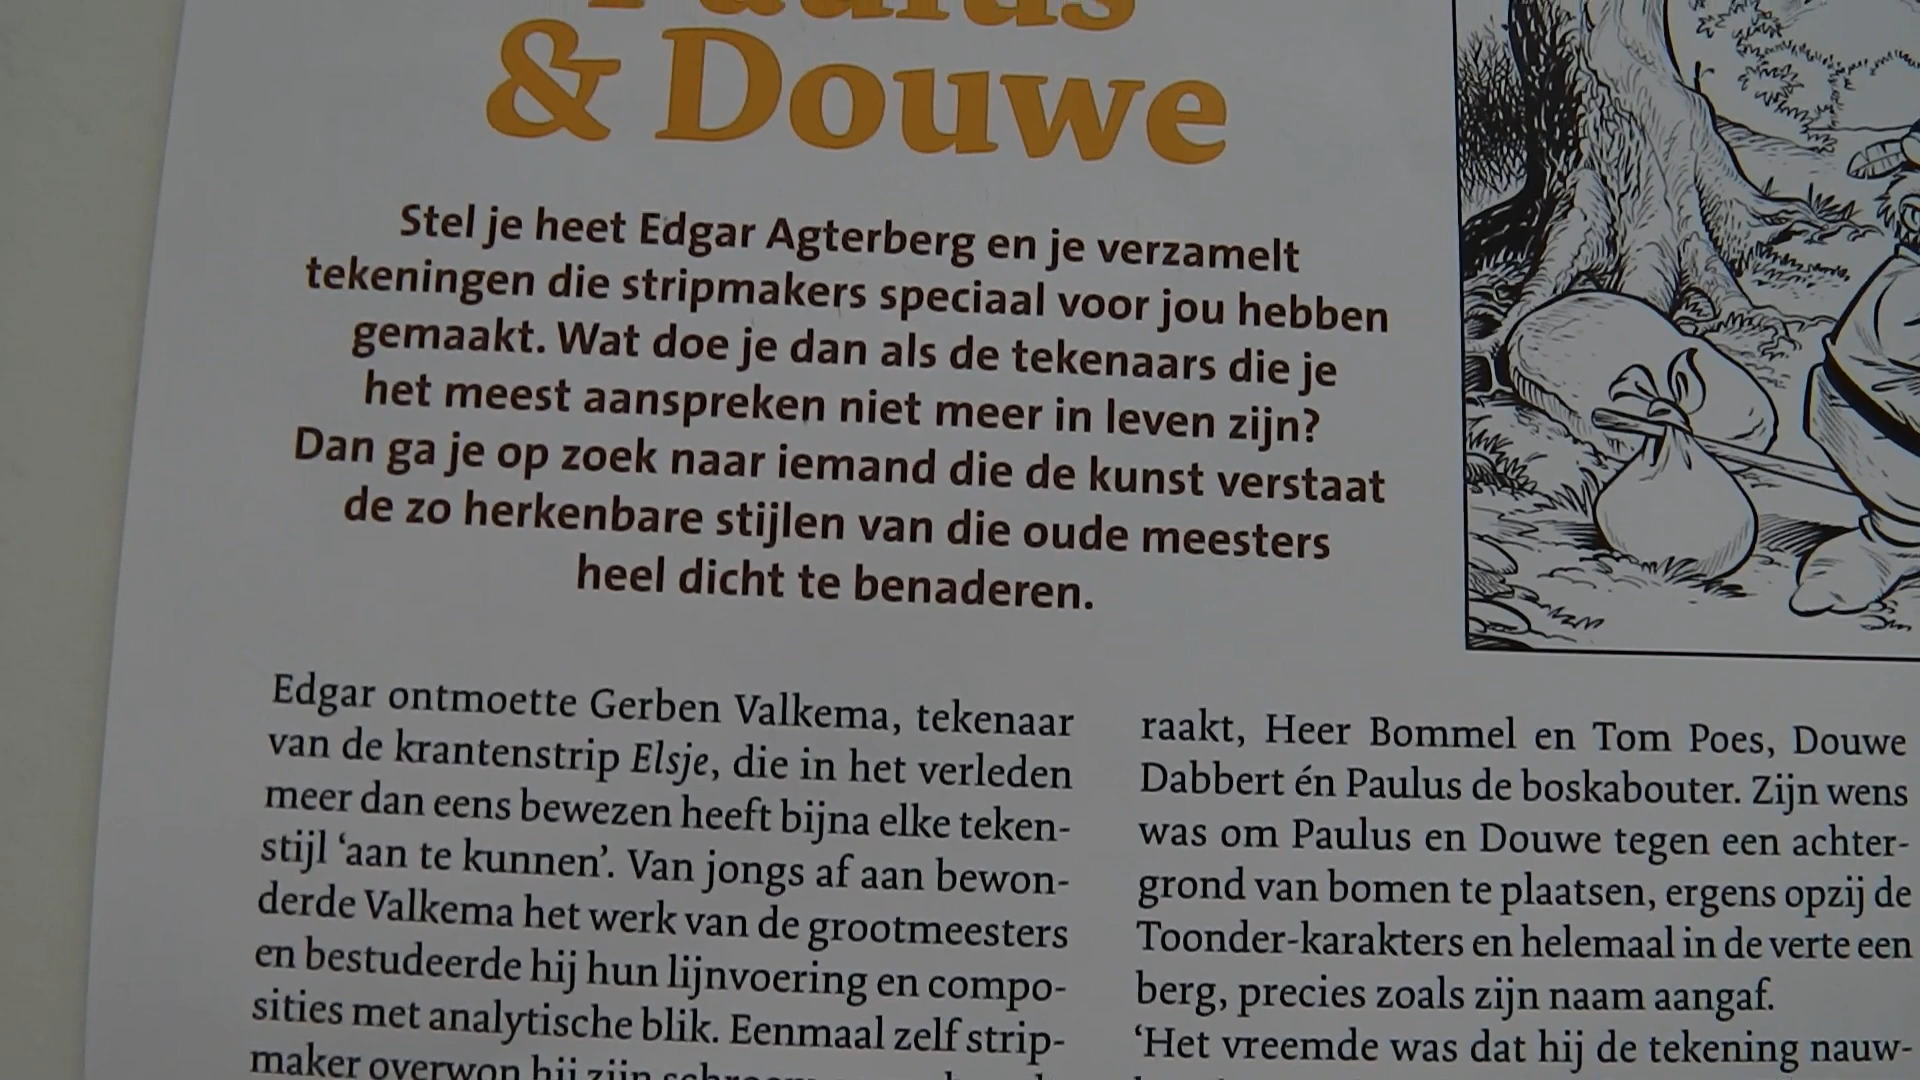 Paulus
& Douwe
Stel je heet Edgar Agterberg en je verzamelt
tekeningen die stripmakers speciaal voor jou hebben
gemaakt. Wat doe je dan als de tekenaars die je
het meest aanspreken niet meer in leven zijn?
Dan ga je op zoek naar iemand die de kunst verstaat
de zo herkenbare stijlen van die oude meesters
heel dicht te benaderen.
Edgar ontmoette Gerben Valkema, tekenaar
van de krantenstrip Elsje, die in het verleden
meer dan eens bewezen heeft bijna elke teken-
stijl ‘aan te kunnen’. Van jongs af aan bewon-
derde Valkema het werk van de grootmeesters
en bestudeerde hij hun lijnvoering en compo-
sities met analytische blik. Eenmaal zelf strip-
maker overwon hij zijn
raakt, Heer Bommel en Tom Poes, Douwe
Dabbert én Paulus de boskabouter. Zijn wens
was om Paulus en Douwe tegen een achter-
grond van bomen te plaatsen, ergens opzij de
Toonder-karakters en helemaal in de verte een
berg, precies zoals zijn naam aangaf.
‘Het vreemde was dat hij de tekening nauw-